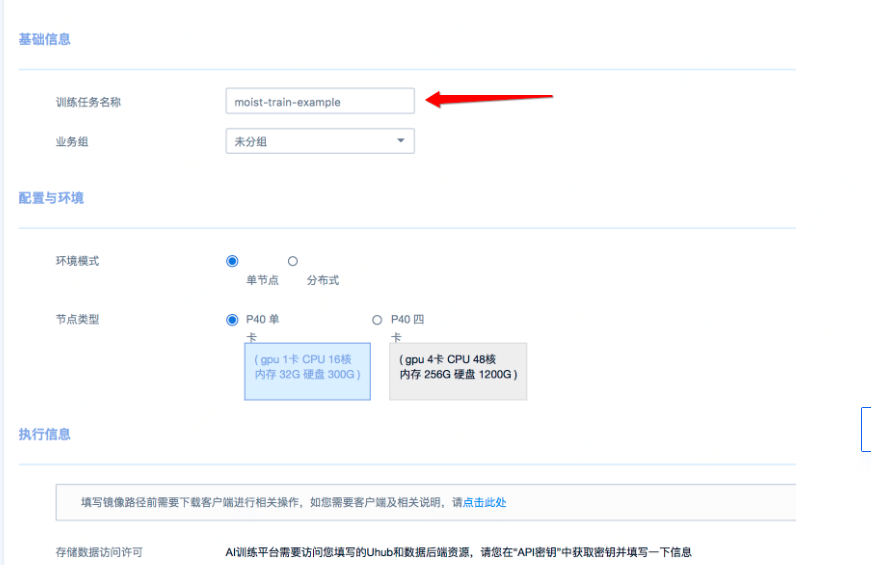 基础信息
训练任务名称
moist-train-example
业务组
未分组
配置与环境
环境模式
单节点
分布式
节点类型
P40 单
卡
(gpu 1卡 CPU 16核
内存 32G 硬盘 300G)
P40 四
卡
(gpu 4卡 CPU 48核
内存 256G 硬盘 1200G)
执行信息
填写镜像路径前需要下载客户端进行相关操作，如您需要客户端及相关说明，请点击此处
存储数据访问许可
AI训练平台需要访问您填写的Uhub和数据后端资源，请您在"API密钥"中获取密钥并填写一下信息